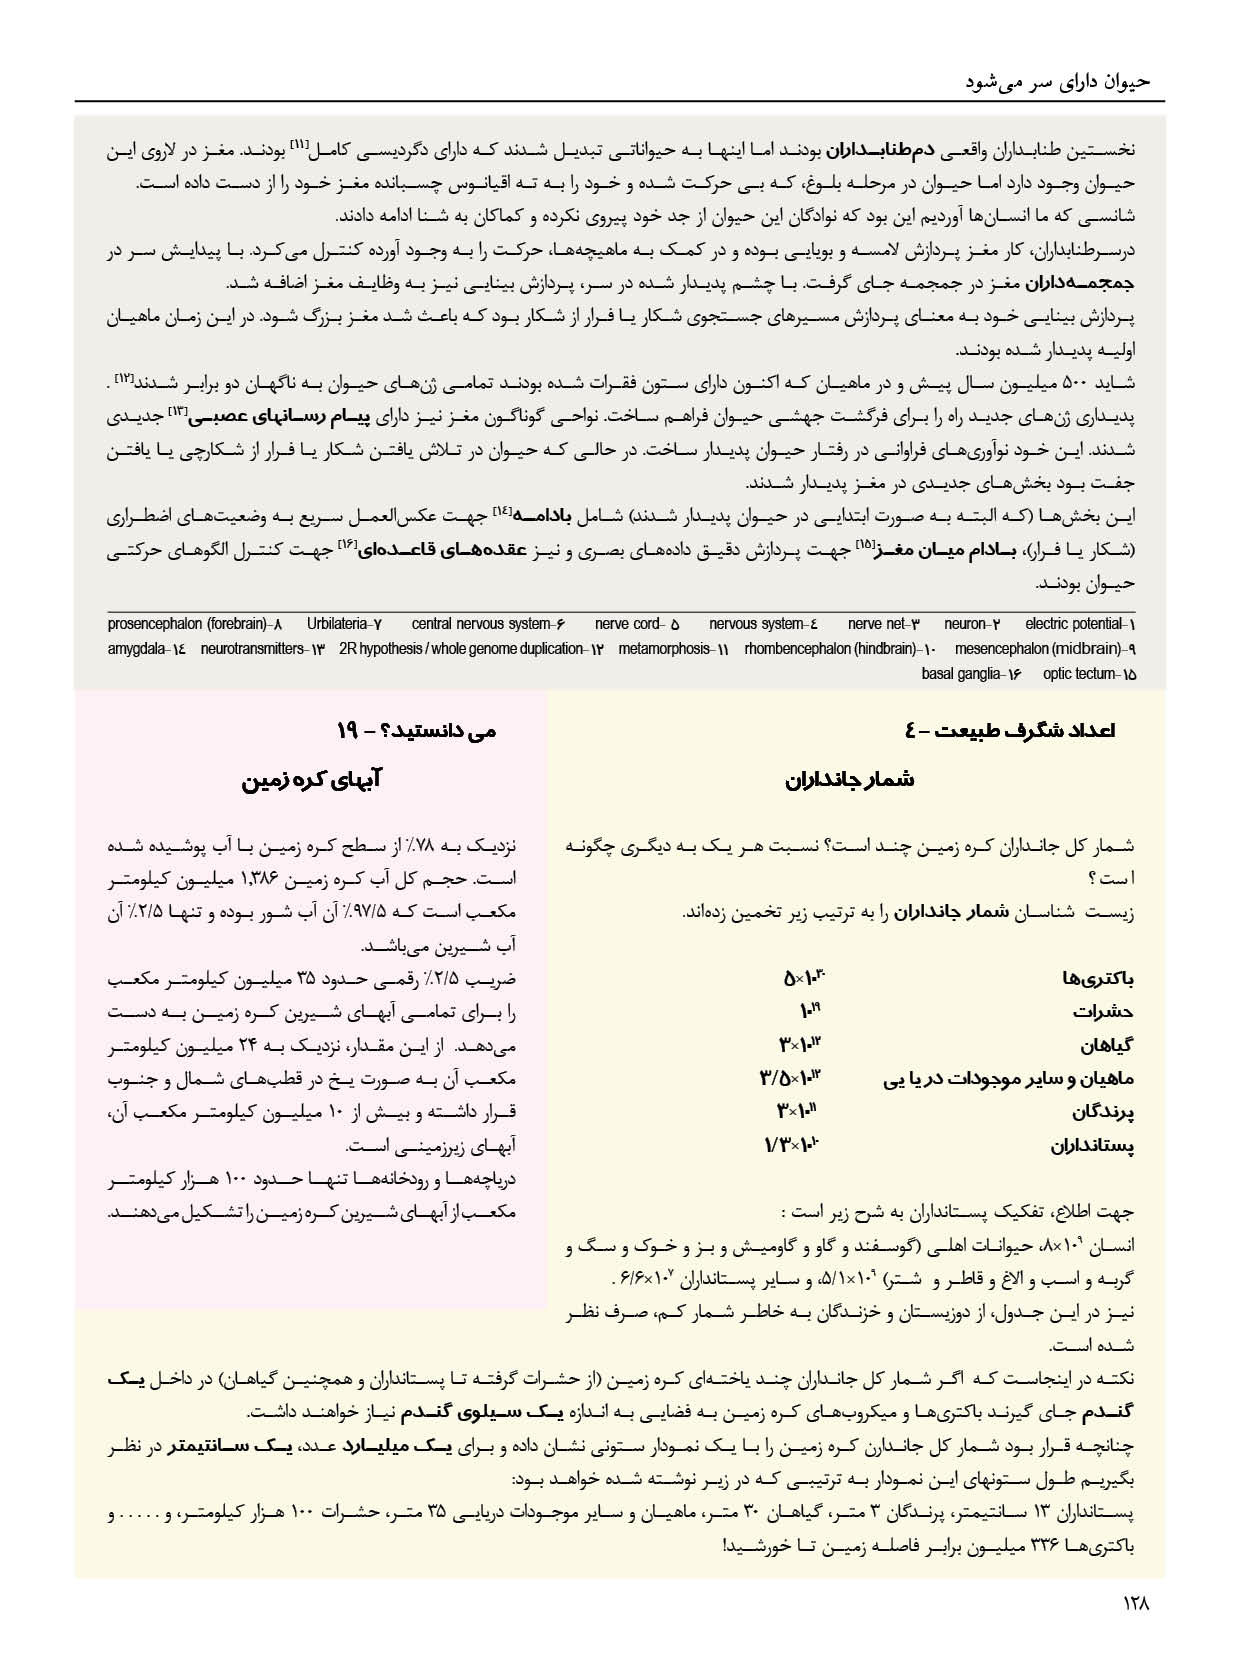 حیوان دارای سر می‌شود
نخستین طنابداران واقعی دم‌طنابداران بودند اما اینها به حیواناتی تبدیل شدند که دارای دگردیسی کامل[۱۱] بودند. مغز در لاروی این
حیوان وجود دارد اما حیوان در مرحله بلوغ، که بی حرکت شده و خود را به ته اقیانوس چسبانده مغز خود را از دست داده است.
شانسی که ما انسان‌ها آوردیم این بود که نوادگان این حیوان از جد خود پیروی نکرده و کماکان به شنا ادامه دادند.
درسرطنابداران، کار مغز پردازش لامسه و بویایی بوده و در کمک به ماهیچه‌ها، حرکت را به وجود آورده کنترل می‌کرد. با پیدایش سر در
جمجمه‌داران مغز در جمجمه جای گرفت. با چشم پدیدار شده در سر، پردازش بینایی نیز به وظایف مغز اضافه شد.
پردازش بینایی خود به معنای پردازش مسیرهای جستجوی شکار یا فرار از شکار بود که باعث شد مغز بزرگ شود. در این زمان ماهیان
اولیه پدیدار شده بودند.
شاید ۵۰۰ میلیون سال پیش و در ماهیان که اکنون دارای ستون فقرات شده بودند تمامی ژن‌های حیوان به ناگهان دو برابر شدند[۱۲] .
پدیداری ژن‌های جدید راه را برای فرگشت جهشی حیوان فراهم ساخت. نواحی گوناگون مغز نیز دارای پیام رسانهای عصبی[۱۳] جدیدی
شدند. این خود نوآوری‌های فراوانی در رفتار حیوان پدیدار ساخت. در حالی که حیوان در تلاش یافتن شکار یا فرار از شکارچی یا یافتن
جفت بود بخش‌های جدیدی در مغز پدیدار شدند.
این بخش‌ها (که البته به صورت ابتدایی در حیوان پدیدار شدند) شامل بادامه[۱۴] جهت عکس‌العمل سریع به وضعیت‌های اضطراری
(شکار یا فرار)، بادام میان مغز[۱۵] جهت پردازش دقیق داده‌های بصری و نیز عقده‌های قاعده‌ای[۱۶] جهت کنترل الگوهای حرکتی
حیوان بودند.
۱-electric potential ۲-neuron ۳-nerve net ۴-nervous system ۵ -nerve cord ۶-central nervous system ۷-Urbilateria ۸-prosencephalon (forebrain)
۹-mesencephalon (midbrain) ۱۰-rhombencephalon (hindbrain) ۱۱-metamorphosis ۱۲-2R hypothesis / whole genome duplication ۱۳-neurotransmitters ۱۴-amygdala
۱۵-optic tectum ۱۶-basal ganglia
اعداد شگرف طبیعت -۴
شمار جانداران
شمار کل جانداران کره زمین چند است؟ نسبت هر یک به دیگری چگونه
است؟
زیست شناسان شمار جانداران را به ترتیب زیر تخمین زده‌اند.
باکتری‌ها ۵×۱۰^۳۰
حشرات ۱۰^۱۹
گیاهان ۳×۱۰^۱۲
ماهیان و سایر موجودات دریا یی ۳/۵×۱۰^۱۲
پرندگان ۳×۱۰^۱۱
پستانداران ۱/۳×۱۰^۱۰
جهت اطلاع، تفکیک پستانداران به شرح زیر است :
انسان ۸×۱۰^۹، حیوانات اهلی (گوسفند و گاو و گاومیش و بز و خوک و سگ و
گربه و اسب و الاغ و قاطر و شتر) ۵/۱×۱۰^۹، و سایر پستانداران ۶/۶×۱۰^۷ .
نیز در این جدول، از دوزیستان و خزندگان به خاطر شمار کم، صرف نظر
شده است.
نکته در اینجاست که اگر شمار کل جانداران چند یاخته‌ای کره زمین (از حشرات گرفته تا پستانداران و همچنین گیاهان) در داخل یک
گندم جای گیرند باکتری‌ها و میکروب‌های کره زمین به فضایی به اندازه یک سیلوی گندم نیاز خواهند داشت.
چنانچه قرار بود شمار کل جاندارن کره زمین را با یک نمودار ستونی نشان داده و برای یک میلیارد عدد، یک سانتیمتر در نظر
بگیریم طول ستونهای این نمودار به ترتیبی که در زیر نوشته شده خواهد بود:
پستانداران ۱۳ سانتیمتر، پرندگان ۳ متر، گیاهان ۳۰ متر، ماهیان و سایر موجودات دریایی ۳۵ متر، حشرات ۱۰۰ هزار کیلومتر، و ..... و
باکتری‌ها ۳۳۶ میلیون برابر فاصله زمین تا خورشید!
می دانستید؟ - ۱۹
آبهای کره زمین
نزدیک به ۷۸٪ از سطح کره زمین با آب پوشیده شده
است. حجم کل آب کره زمین ۱,۳۸۶ میلیون کیلومتر
مکعب است که ۹۷/۵٪ آن آب شور بوده و تنها ۲/۵٪ آن
آب شیرین می‌باشد.
ضریب ۲/۵٪ رقمی حدود ۳۵ میلیون کیلومتر مکعب
را برای تمامی آبهای شیرین کره زمین به دست
می‌دهد. از این مقدار، نزدیک به ۲۴ میلیون کیلومتر
مکعب آن به صورت یخ در قطب‌های شمال و جنوب
قرار داشته و بیش از ۱۰ میلیون کیلومتر مکعب آن،
آبهای زیرزمینی است.
دریاچه‌ها و رودخانه‌ها تنها حدود ۱۰۰ هزار کیلومتر
مکعب از آبهای شیرین کره زمین را تشکیل می‌دهند.
۱۲۸